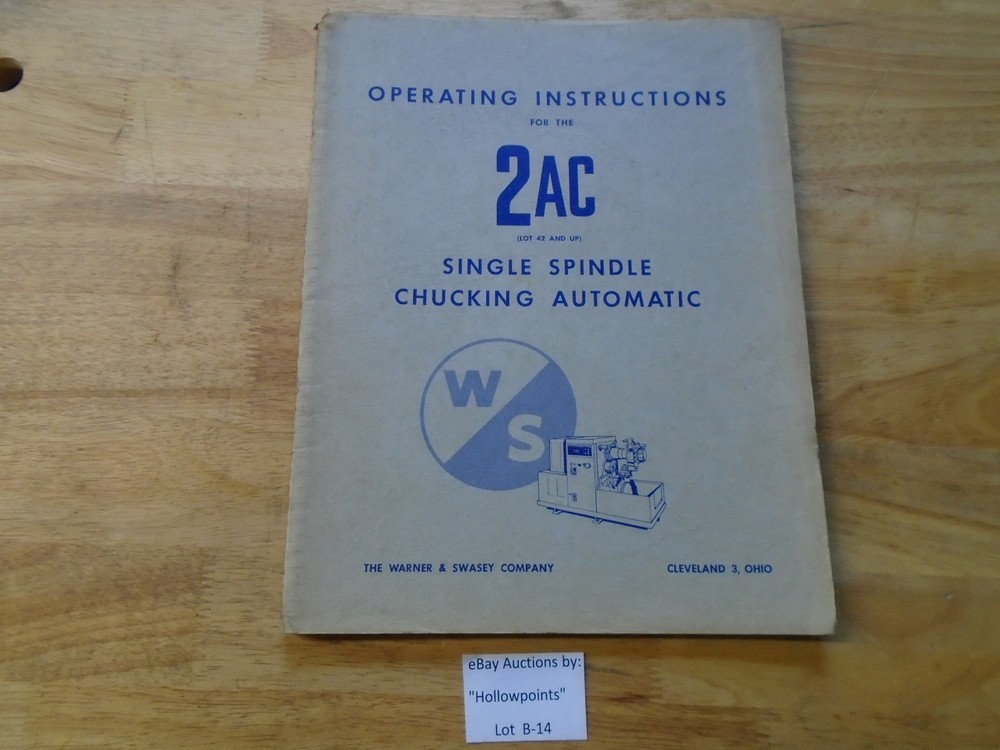 OPERATING INSTRUCTIONS
FOR THE
2AC
(LOT 42 AND UP)
SINGLE SPINDLE
CHUCKING AUTOMATIC
W
S
THE WARNER & SWASEY COMPANY CLEVELAND 3, OHIO
eBay Auctions by:
"Hollowpoints"
Lot B-14